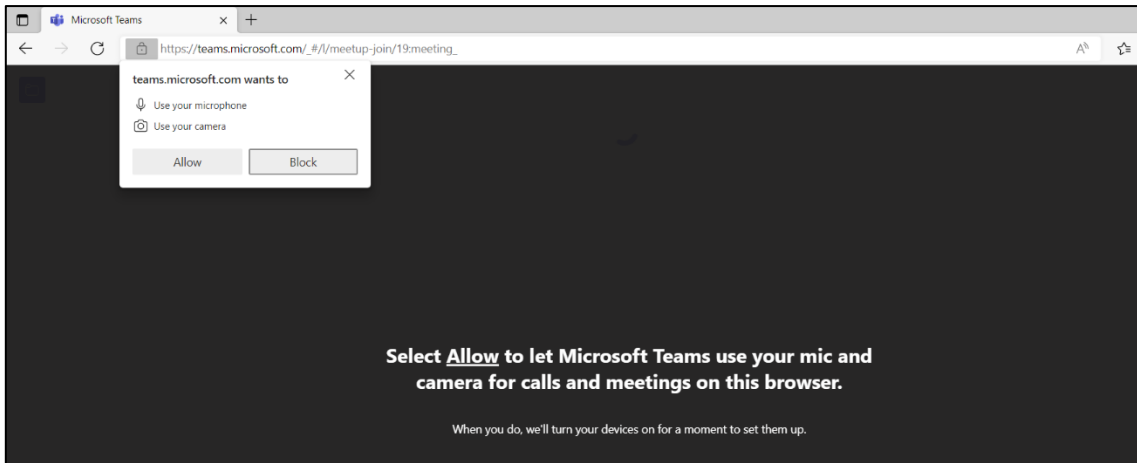 Microsoft Teams
https://teams.microsoft.com/_#/l/meetup-join/19:meeting_
teams.microsoft.com wants to
Use your microphone
Use your camera
Allow
Block
Select Allow to let Microsoft Teams use your mic and
camera for calls and meetings on this browser.
When you do, we'll turn your devices on for a moment to set them up.